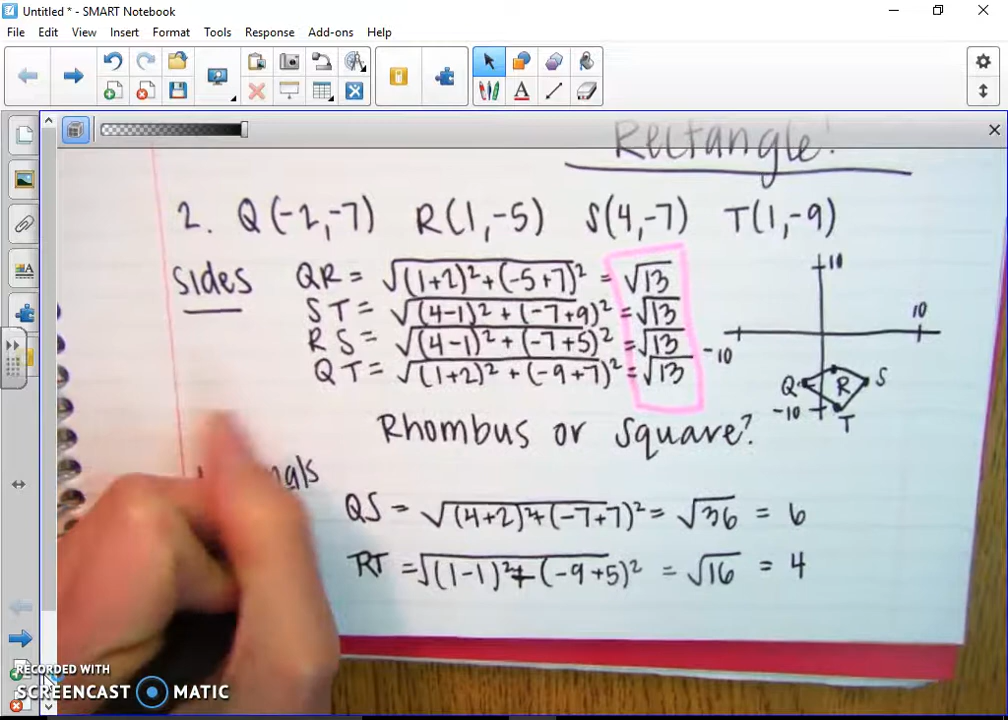 Untitled * - SMART Notebook
File Edit View Insert Format Tools Response Add-ons Help
Rectangle!
2. Q(-2,-7) R(1,-5) S(4,-7) T(1,-9)
Sides QR = √(1+2)²+(-5+7)² = √13
ST = √(4-1)² + (-7+9)² = √13
RS = √(4-1)² + (-7+5)² = √13
QT = √(1+2)² + (-9+7)² = √13
10
10
-10
-10
Q R S
T
Rhombus or square?
QS = √(4+2)²+(-7+7)² = √36 = 6
RT = √(1-1)²+(-9+5)² = √16 = 4
RECORDED WITH
SCREENCAST MATIC